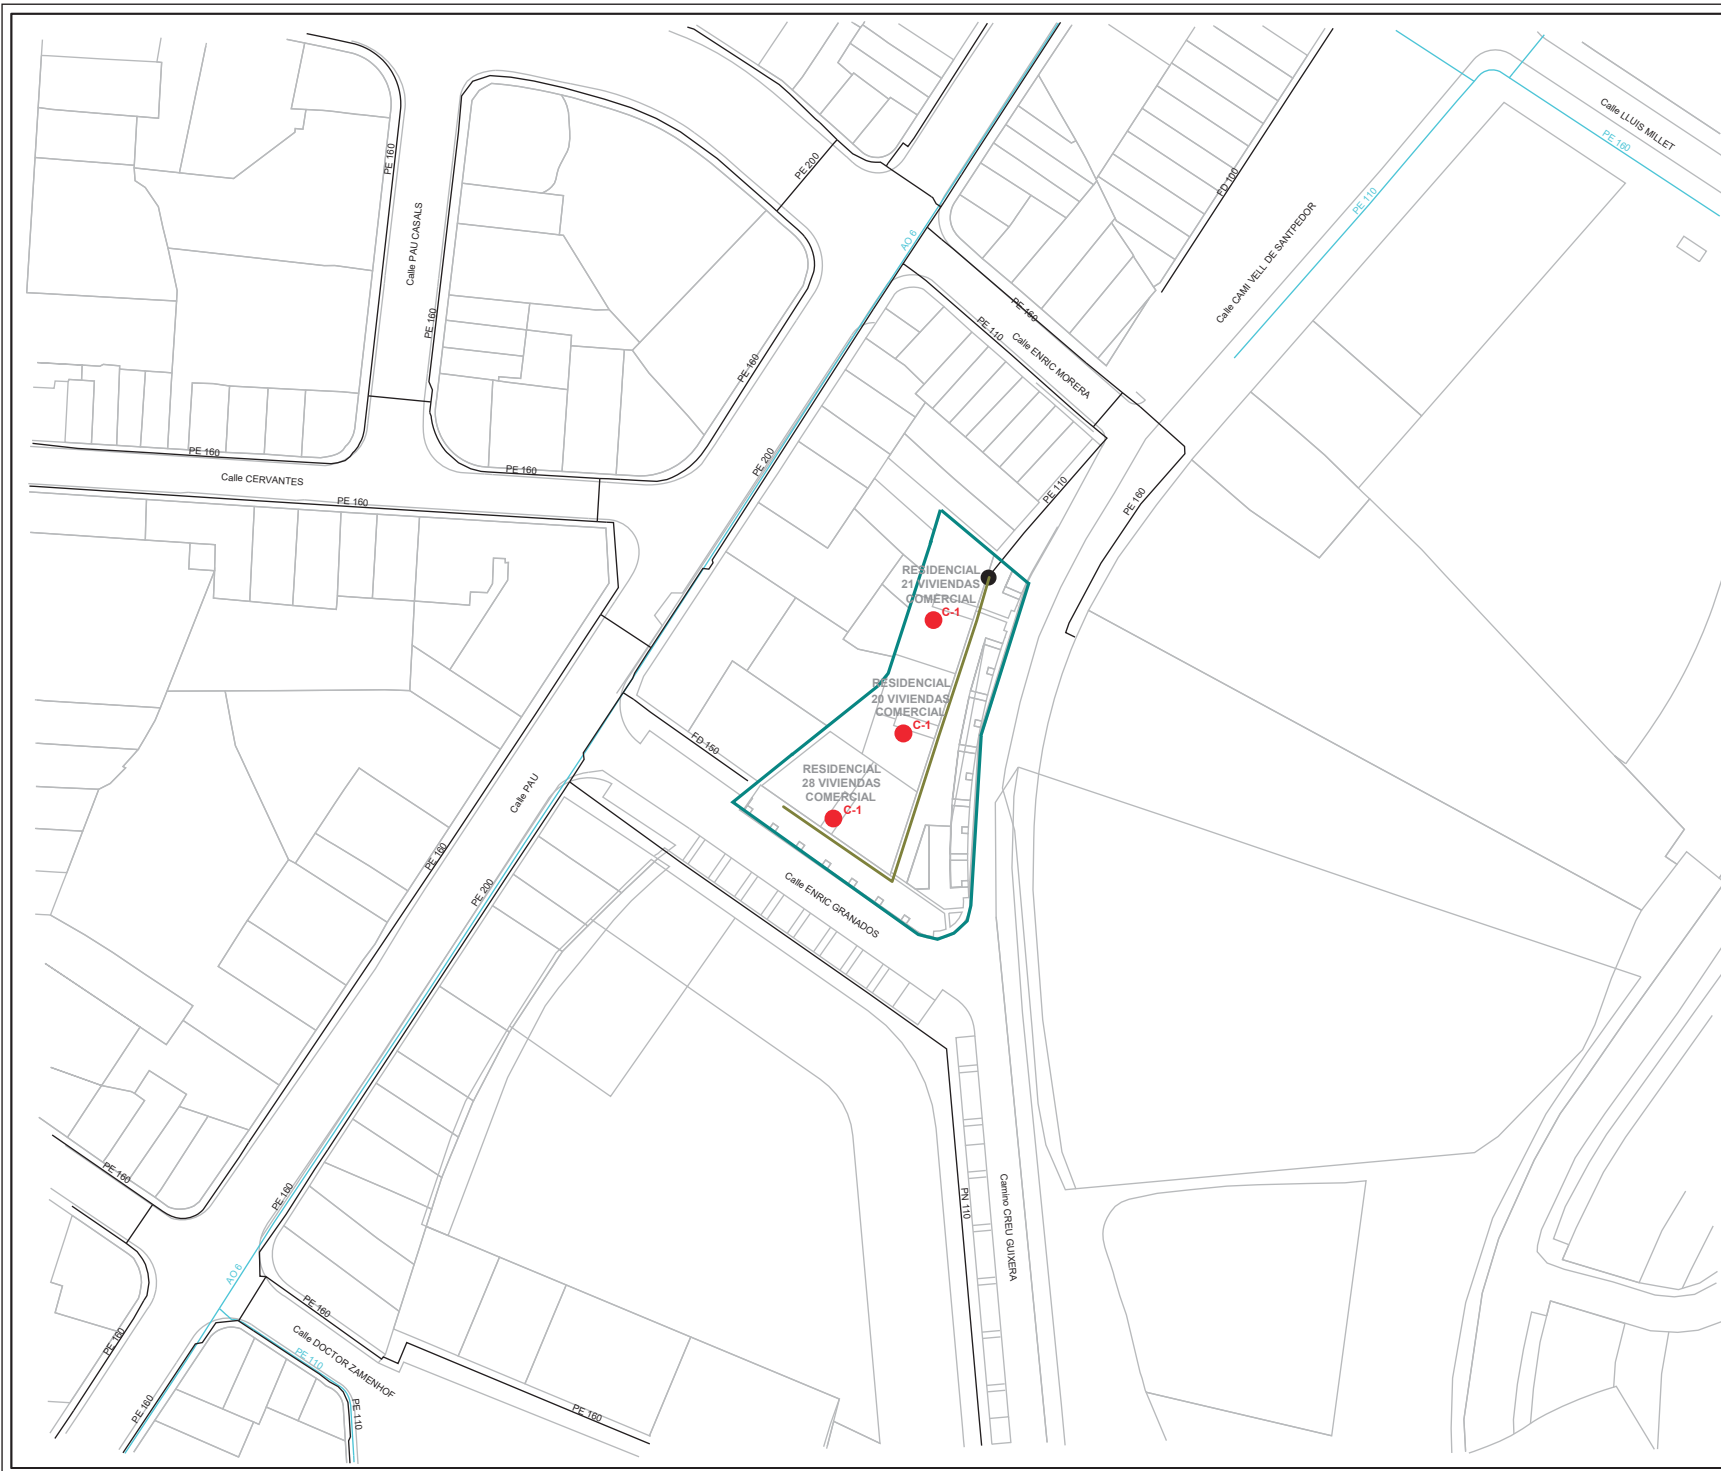 Calle LLUIS MILLET
PE 160
PE 160
PE 200
FD 100
PE 110
Calle PAU CASALS
AO 6
Calle CAMI VELL DE SANTPEDOR
PE 160
PE 160
PE 110
Calle ENRIC MORERA
PE 160
PE 160
PE 160
PE 200
Calle CERVANTES
PE 160
PE 110
PE 160
RESIDENCIAL
21 VIVIENDAS
COMERCIAL
C-1
RESIDENCIAL
20 VIVIENDAS
COMERCIAL
C-1
FD 150
RESIDENCIAL
28 VIVIENDAS
COMERCIAL
C-1
Calle PAU
PE 160
PE 200
Calle ENRIC GRANADOS
PE 160
PE 160
PN 110
Camino CREU GUIXERA
AO 6
PE 160
PE 160
Calle DOCTOR ZAMENHOF
PE 110
PE 160
PE 110
PE 160